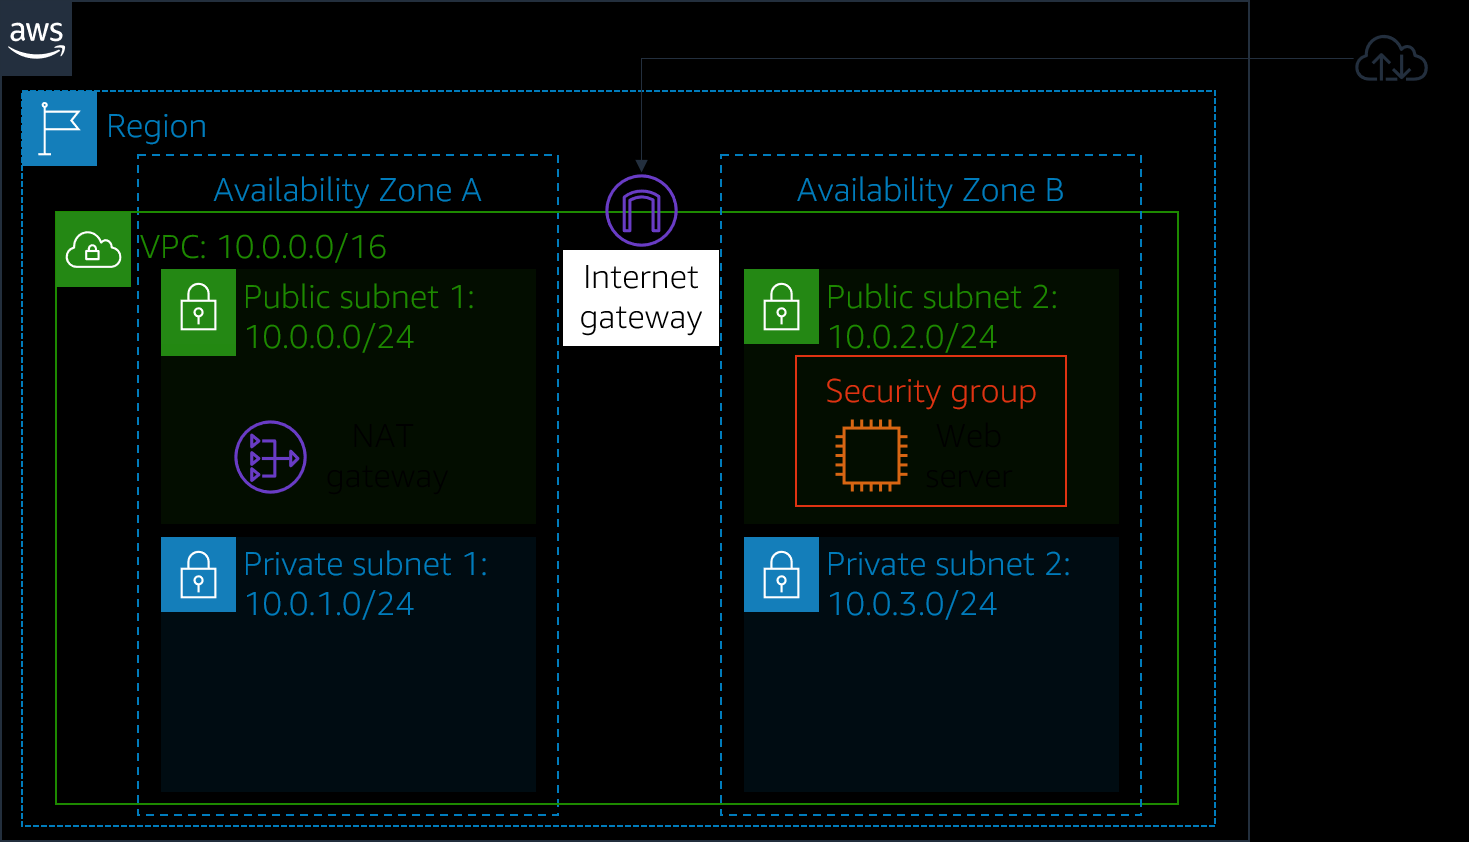 aws
Region
Availability Zone A
Availability Zone B
VPC: 10.0.0.0/16
Internet
gateway
Public subnet 1:
10.0.0.0/24
Public subnet 2:
10.0.2.0/24
NAT
gateway
Security group
Web
server
Private subnet 1:
10.0.1.0/24
Private subnet 2:
10.0.3.0/24